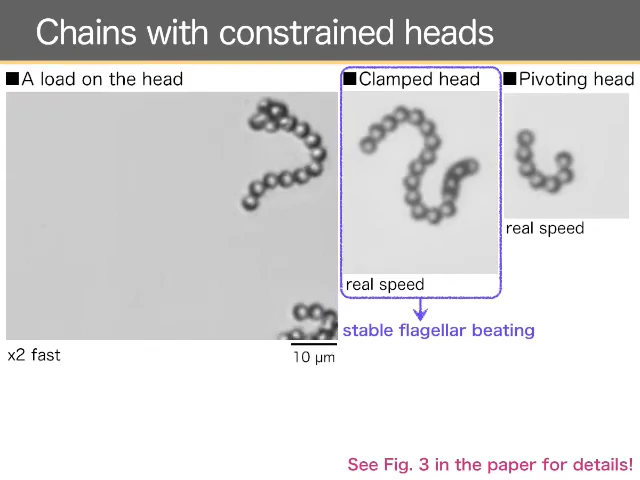 Chains with constrained heads
■A load on the head
■Clamped head
■Pivoting head
real speed
real speed
stable flagellar beating
x2 fast
10 μm
See Fig. 3 in the paper for details!